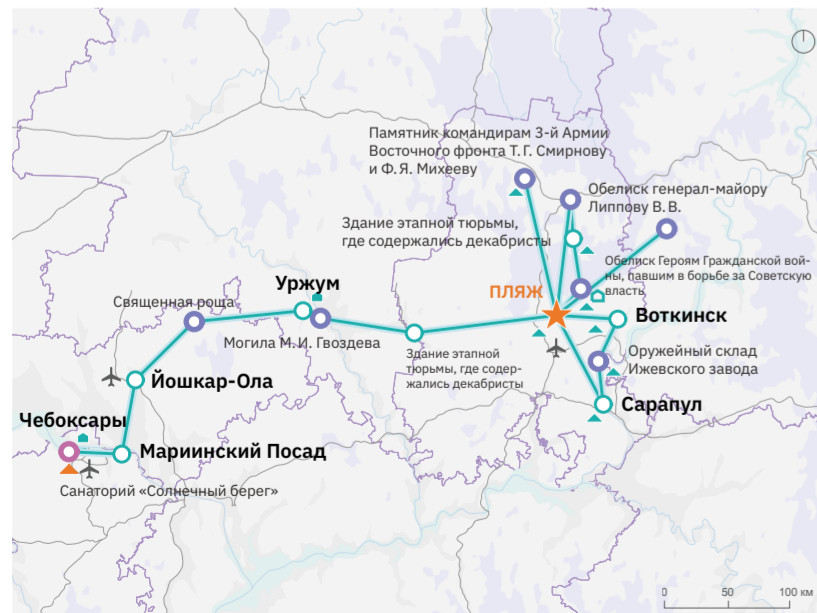 Памятник командирам 3-й Армии
Восточного фронта Т. Г. Смирнову
и Ф. Я. Михееву
Обелиск генерал-майору
Липпову В. В.
Здание этапной тюрьмы,
где содержались декабристы
Обелиск Героям Гражданской вой-
ны, павшим в борьбе за Советскую
власть
Уржум
ПЛЯЖ
Священная роща
Воткинск
Могила М. И. Гвоздева
Здание этапной
тюрьмы, где содер-
жались декабристы
Оружейный склад
Ижевского завода
Йошкар-Ола
Сарапул
Чебоксары
Мариинский Посад
Санаторий «Солнечный берег»
0 50 100 км